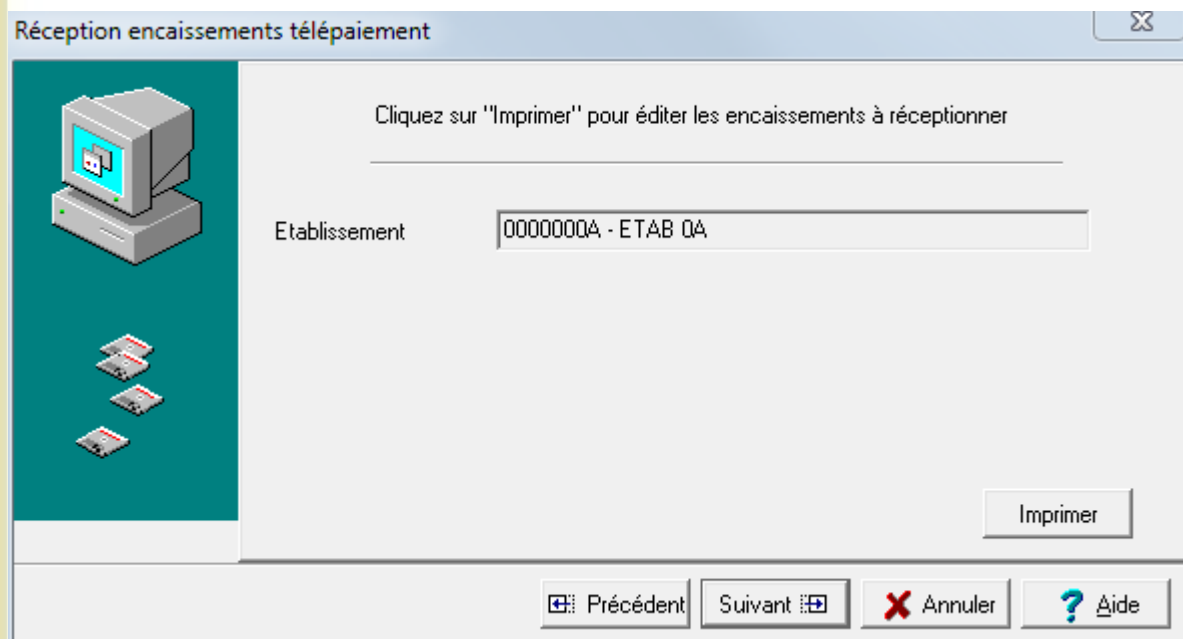 Réception encaissements télépaiement
Cliquez sur "Imprimer" pour éditer les encaissements à réceptionner
Etablissement
0000000A - ETAB 0A
Imprimer
Précédent
Suivant
Annuler
Aide